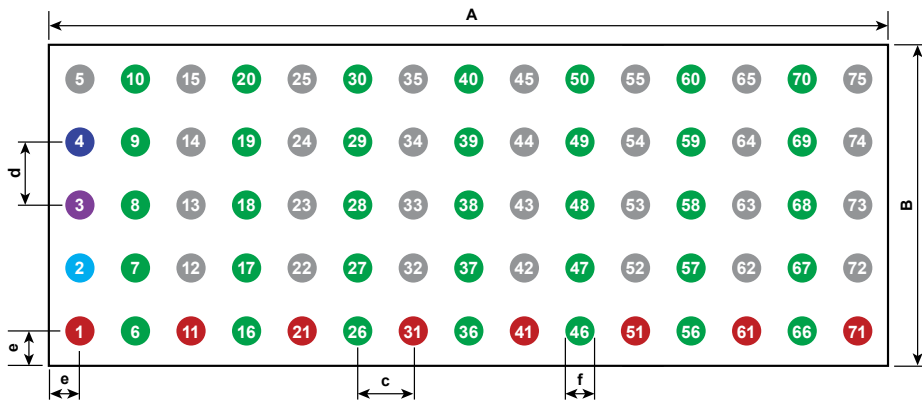 A
5 10 15 20 25 30 35 40 45 50 55 60 65 70 75
4 9 14 19 24 29 34 39 44 49 54 59 64 69 74
d
3 8 13 18 23 28 33 38 43 48 53 58 63 68 73
B
2 7 12 17 22 27 32 37 42 47 52 57 62 67 72
1 6 11 16 21 26 31 36 41 46 51 56 61 66 71
e
e c f